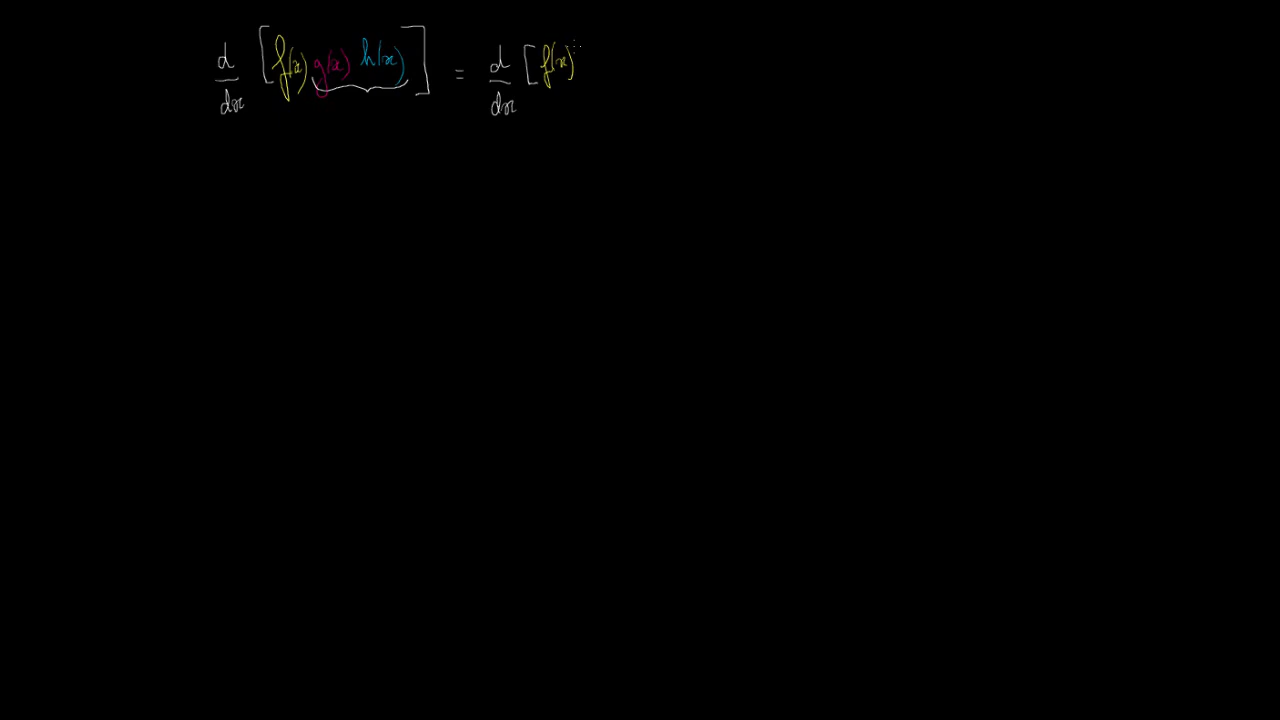 d/dx [f(x) g(x) h(x)] = d/dx [f(x)